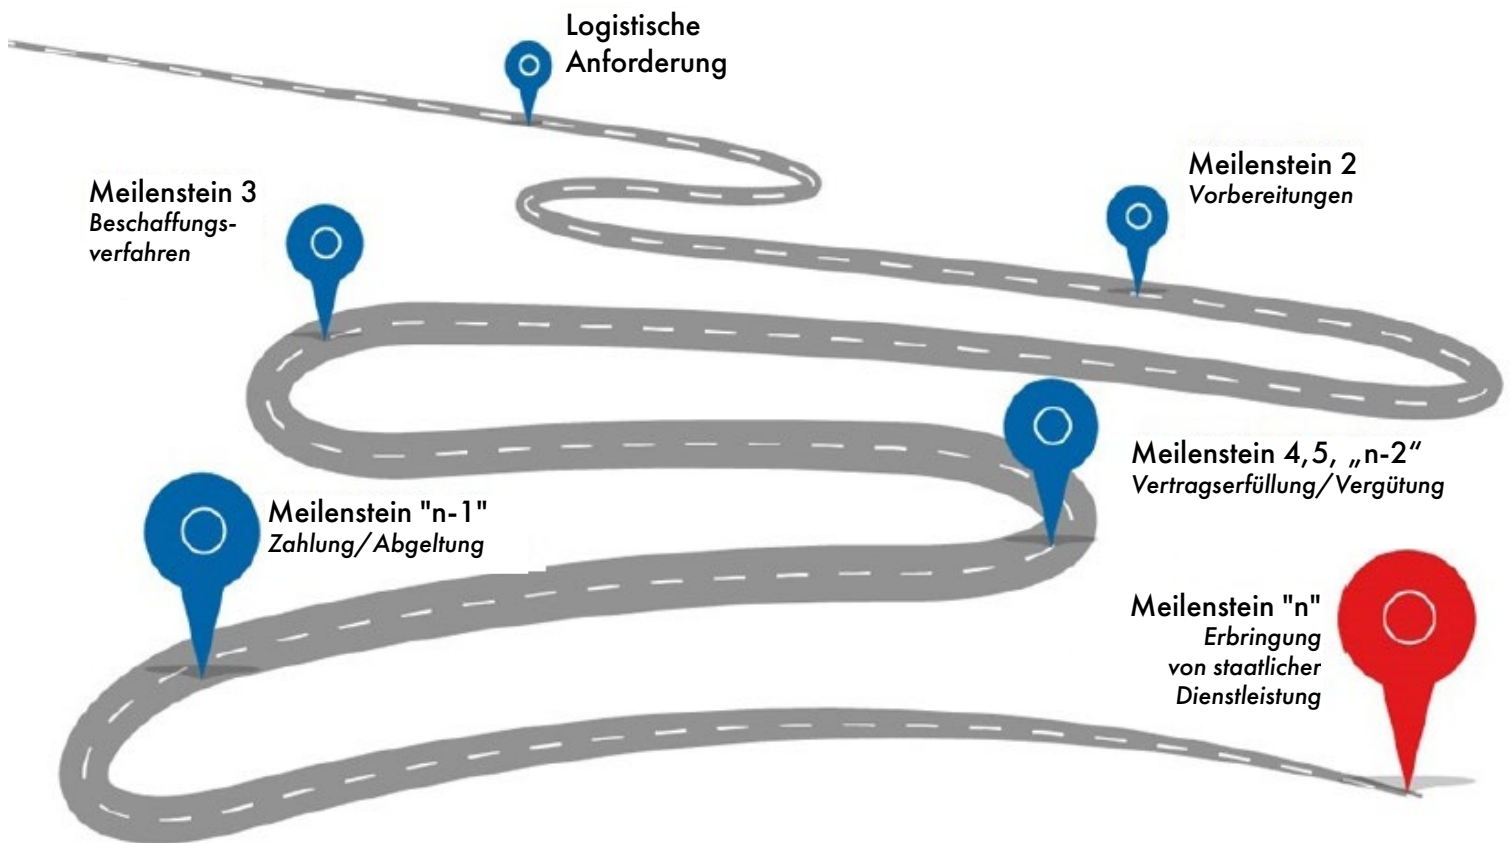 Logistische
Anforderung
Meilenstein 2
Vorbereitungen
Meilenstein 3
Beschaffungs-
verfahren
Meilenstein 4,5, „n-2“
Vertragserfüllung/Vergütung
Meilenstein "n-1"
Zahlung/Abgeltung
Meilenstein "n"
Erbringung
von staatlicher
Dienstleistung